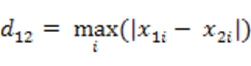 d₁₂ = max(|x₁ᵢ − x₂ᵢ|)
i